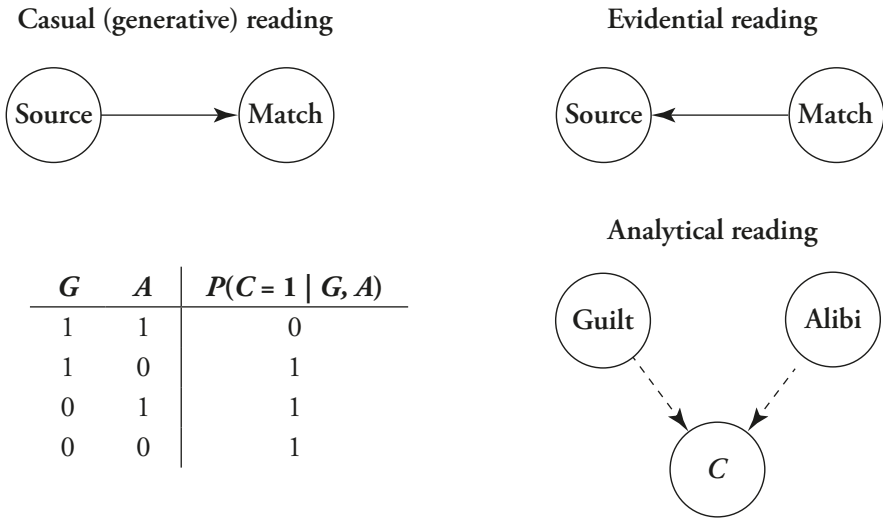 Casual (generative) reading
Source
Match
Evidential reading
Source
Match
G A P(C = 1 | G, A)
1 1 0
1 0 1
0 1 1
0 0 1
Analytical reading
Guilt
Alibi
C